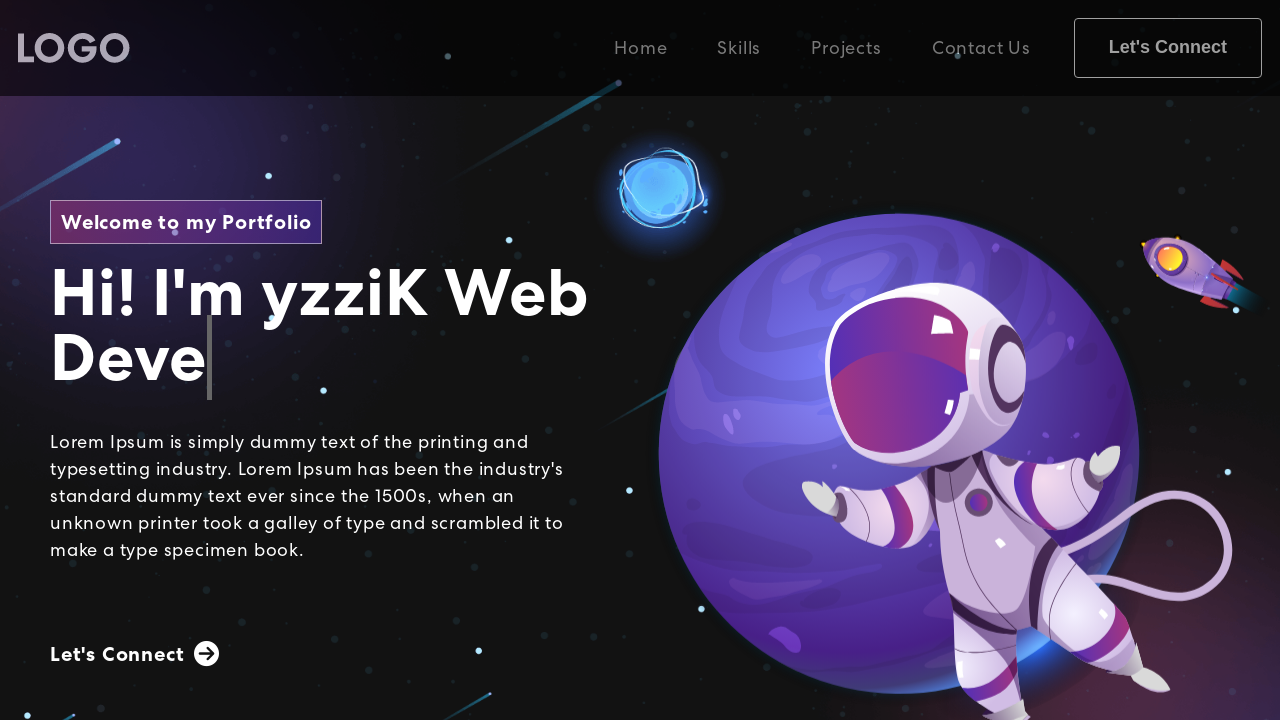 LOGO
Home
Skills
Projects
Contact Us
Let's Connect
Welcome to my Portfolio
Hi! I'm yzziK Web
Deve
Lorem Ipsum is simply dummy text of the printing and
typesetting industry. Lorem Ipsum has been the industry's
standard dummy text ever since the 1500s, when an
unknown printer took a galley of type and scrambled it to
make a type specimen book.
Let's Connect